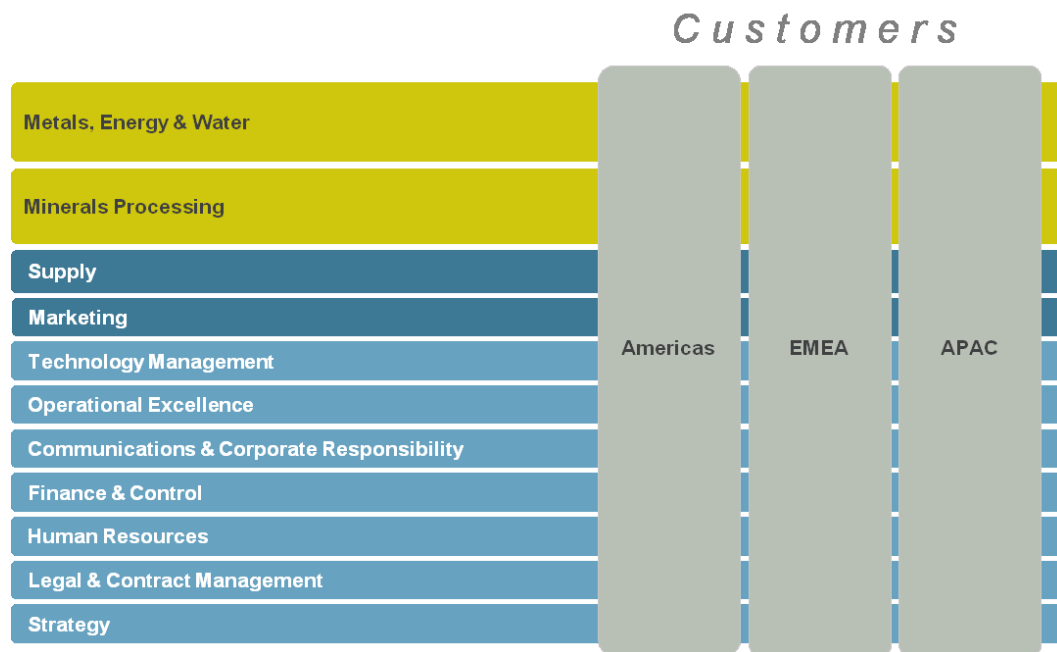 Customers
Metals, Energy & Water
Minerals Processing
Supply
Marketing
Technology Management
Americas
EMEA
APAC
Operational Excellence
Communications & Corporate Responsibility
Finance & Control
Human Resources
Legal & Contract Management
Strategy